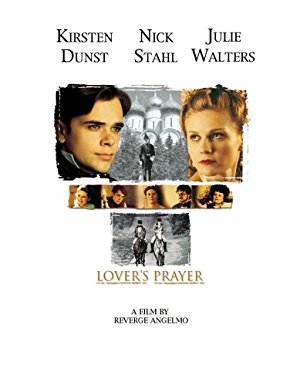 KIRSTEN NICK JULIE
DUNST STAHL WALTERS
LOVER'S PRAYER
A FILM BY
REVERGE ANGELMO